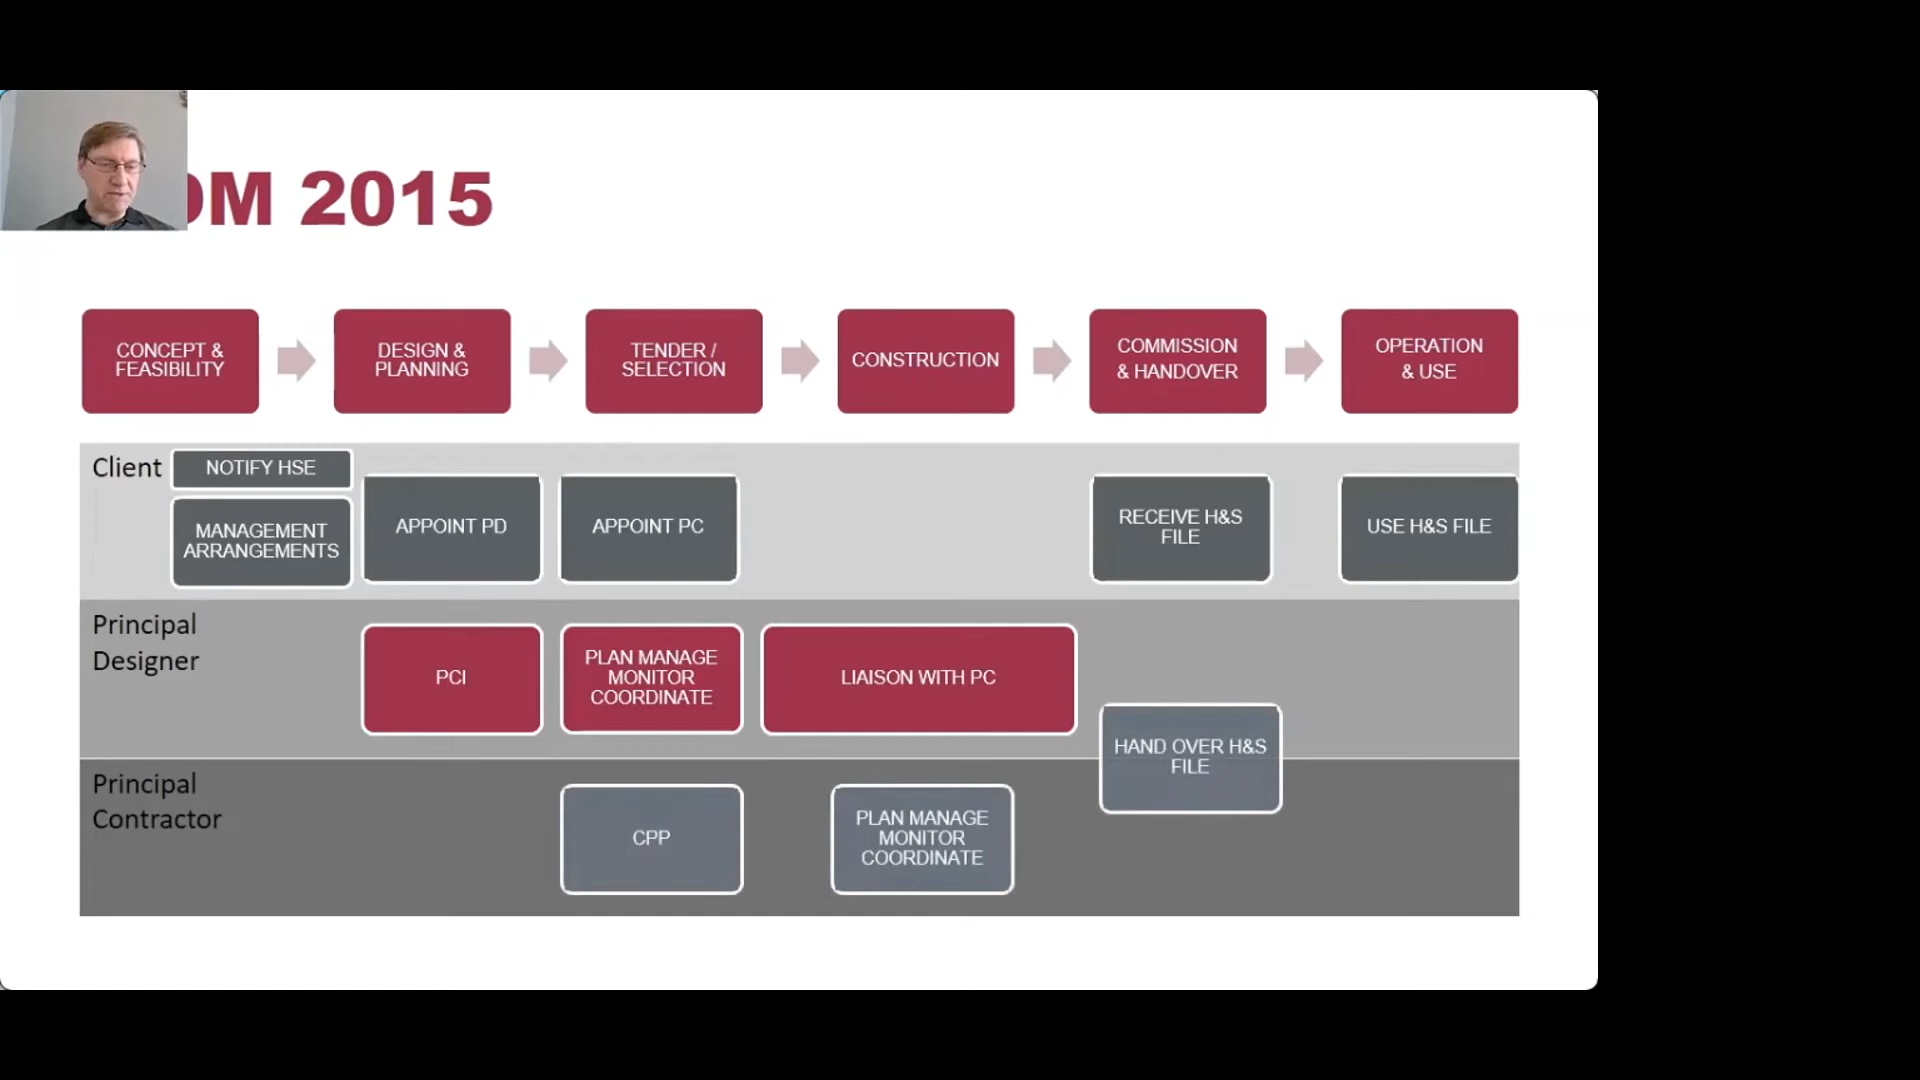 DM 2015
CONCEPT &
FEASIBILITY
DESIGN &
PLANNING
TENDER /
SELECTION
CONSTRUCTION
COMMISSION
& HANDOVER
OPERATION
& USE
Client
NOTIFY HSE
MANAGEMENT
ARRANGEMENTS
APPOINT PD
APPOINT PC
RECEIVE H&S
FILE
USE H&S FILE
Principal
Designer
PCI
PLAN MANAGE
MONITOR
COORDINATE
LIAISON WITH PC
HAND OVER H&S
FILE
Principal
Contractor
CPP
PLAN MANAGE
MONITOR
COORDINATE